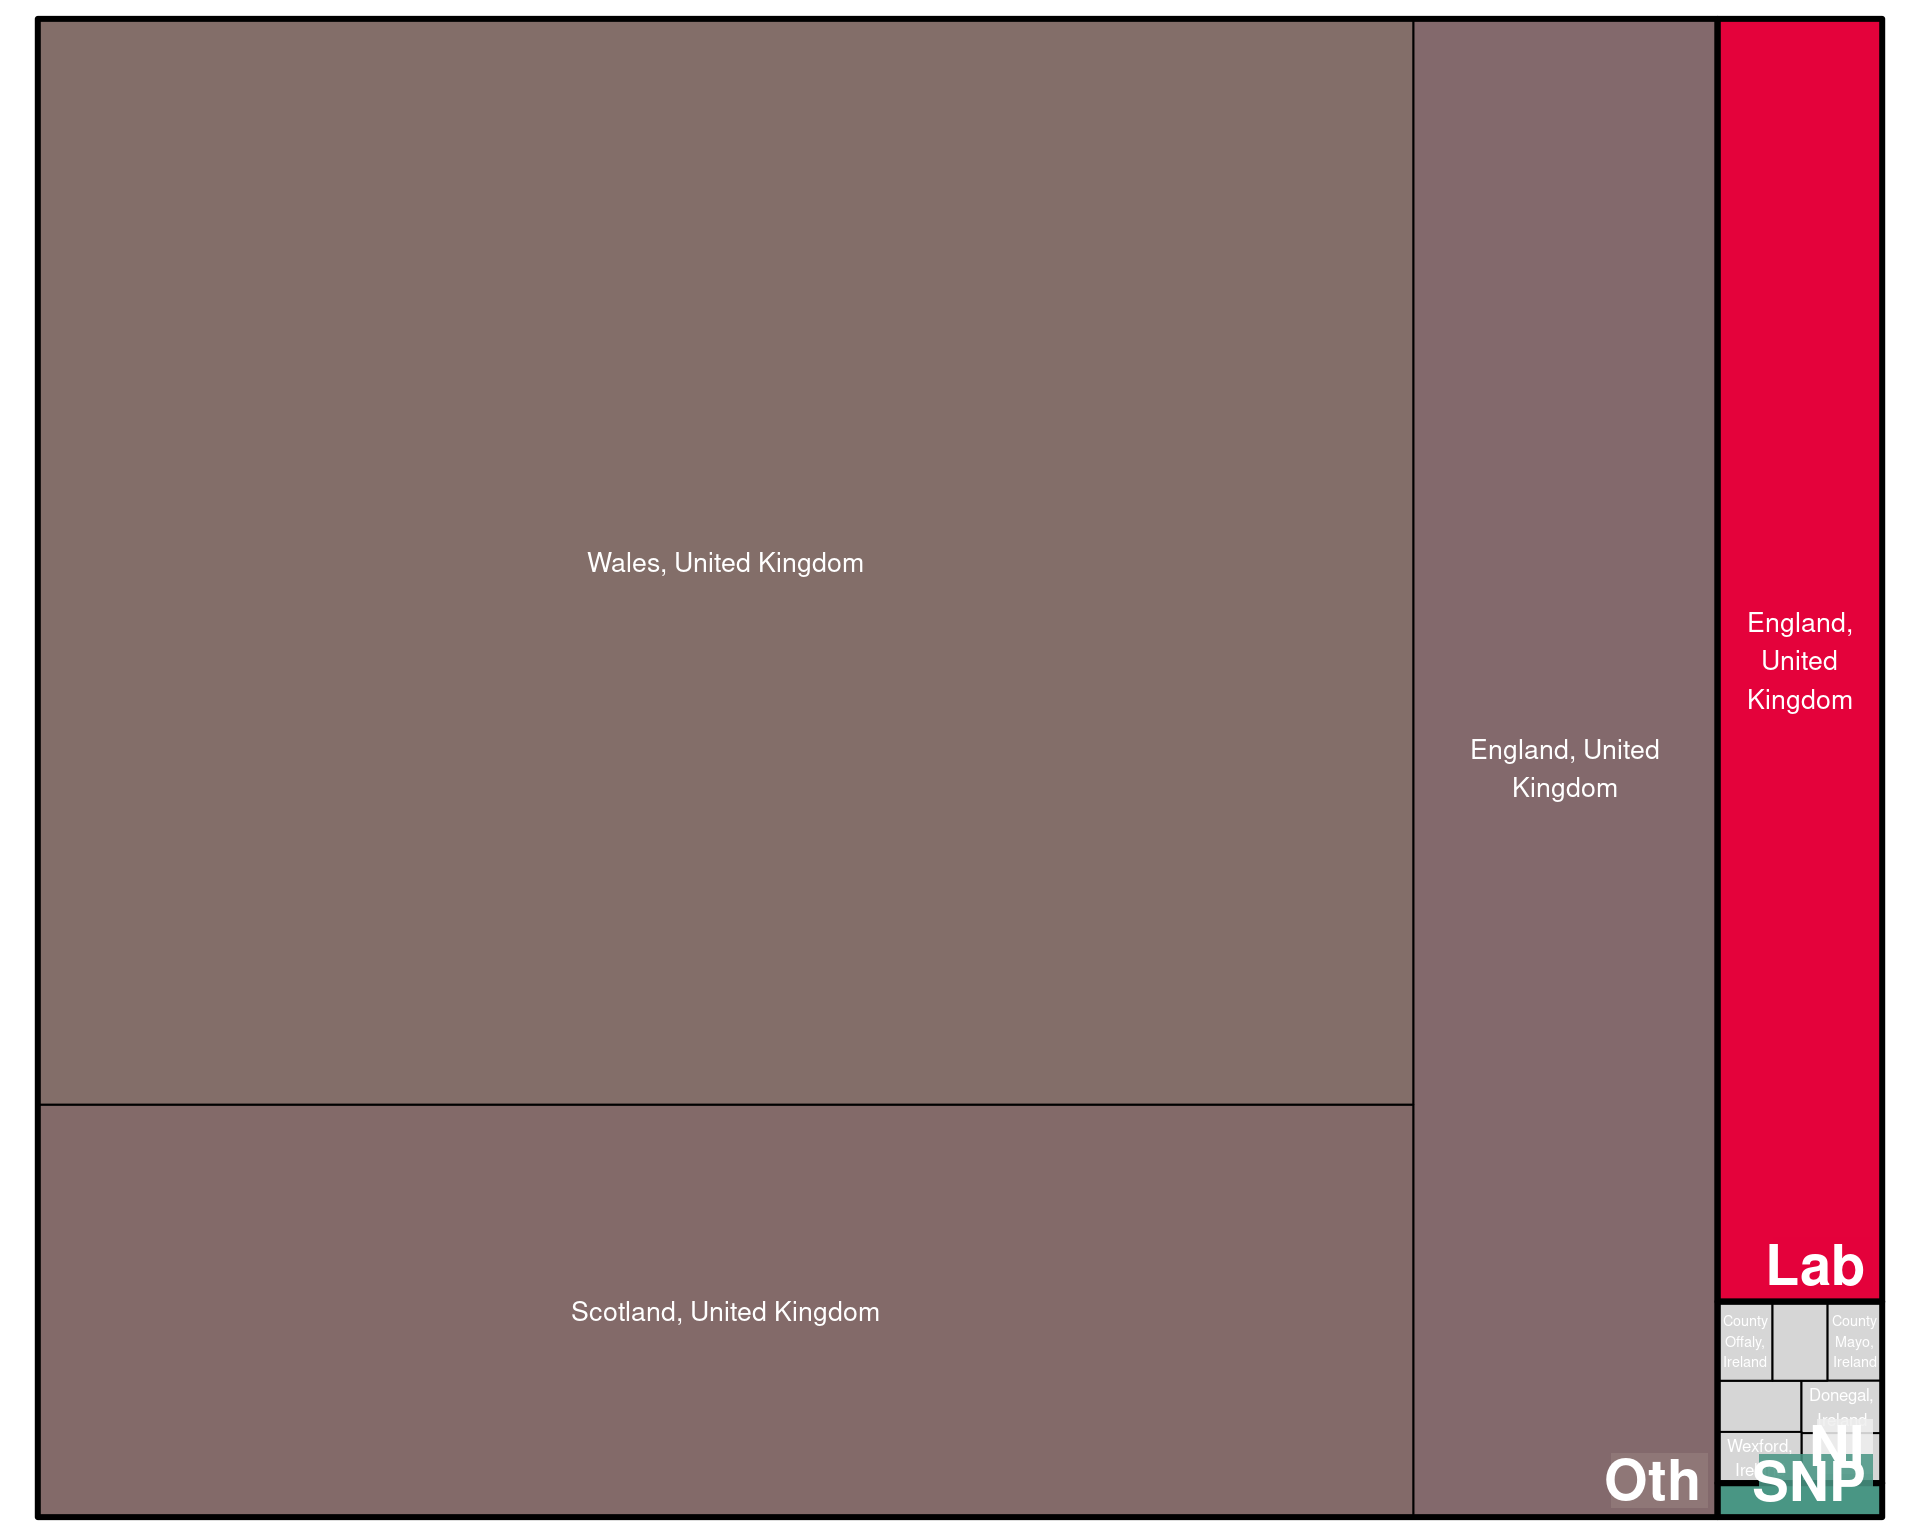 Wales, United Kingdom
Scotland, United Kingdom
England, United
Kingdom
Oth
England,
United
Kingdom
Lab
County
Offaly,
Ireland
County
Mayo,
Ireland
Donegal,
Ireland
Wexford,
NI
SNP